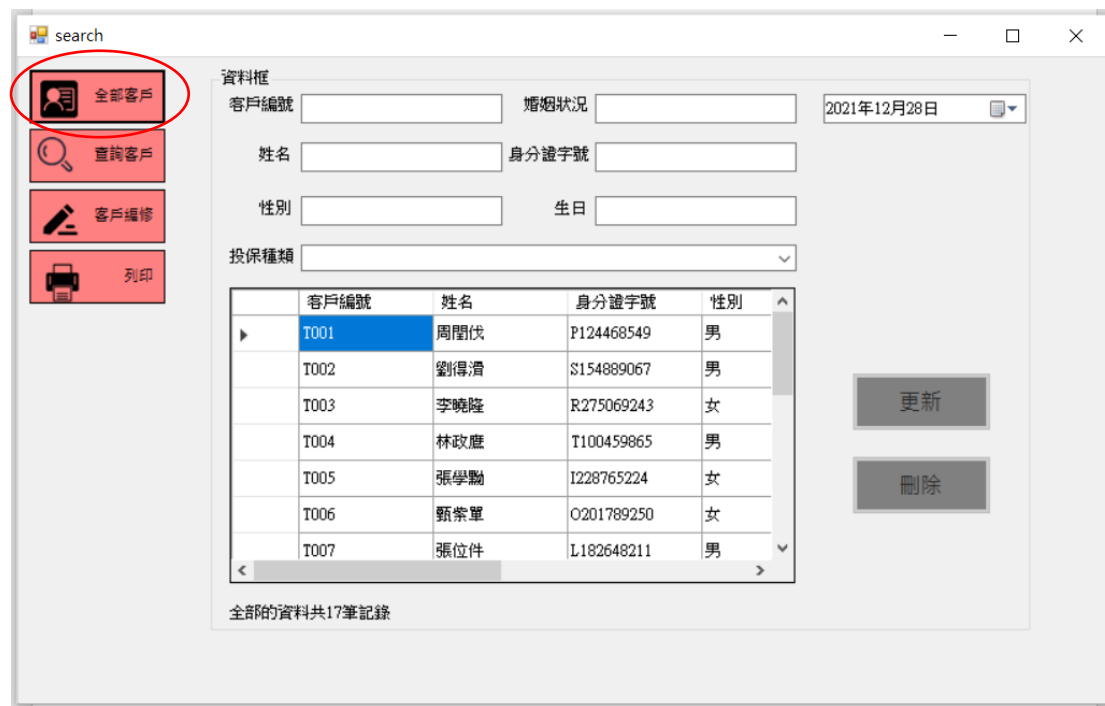 search
全部客戶
查詢客戶
客戶編修
列印
資料框
客戶編號 婚姻狀況 2021年12月28日
姓名 身分證字號
性別 生日
投保種類
客戶編號 姓名 身分證字號 性別
T001 周閏伐 P124468549 男
T002 劉得滑 S154889067 男
T003 李曉隆 R275069243 女
T004 林政 T100459865 男
T005 張學 I228765224 女
T006 甄紫單 O201789250 女
T007 張位件 L182648211 男
更新
刪除
全部的資料共17筆記錄